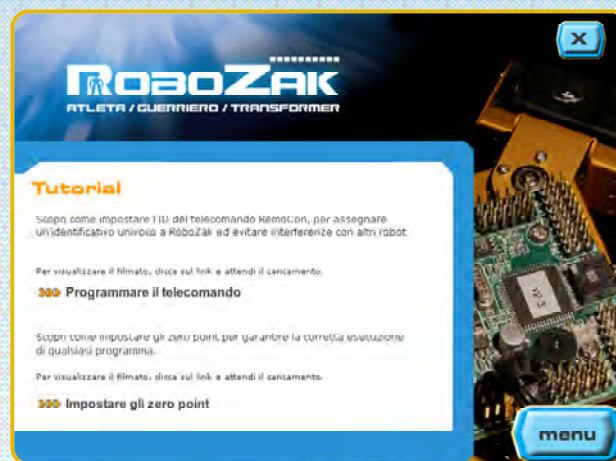 X
ROBOZAK
ATLETA / GUERRIERO / TRANSFORMER
Tutorial
Scopri come impostare l'ID del telecomando RemoCon, per assegnare
un'identificativo univoco a RoboZak ed evitare interferenze con altri robot
Per visualizzare il filmato, clicca sul link e attendi il caricamento.
>>> Programmare il telecomando
Scopri come impostare gli zero point per garantire la corretta esecuzione
di qualsiasi programma.
Per visualizzare il filmato, clicca sul link e attendi il caricamento.
>>> Impostare gli zero point
menu